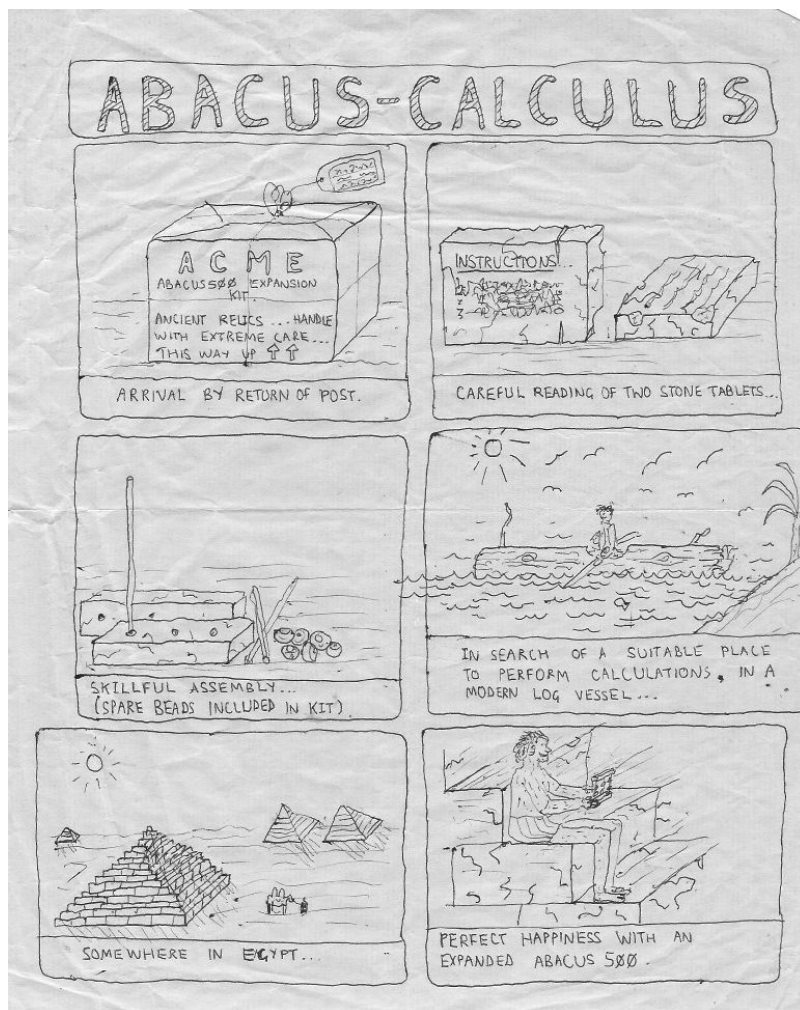 ABACUS-CALCULUS
ACME
ABACUS 5ØØ EXPANSION
KIT.
ANCIENT RELICS... HANDLE
WITH EXTREME CARE...
THIS WAY UP ⇧⇧
ARRIVAL BY RETURN OF POST.
INSTRUCTIONS...
CAREFUL READING OF TWO STONE TABLETS...
SKILLFUL ASSEMBLY...
(SPARE BEADS INCLUDED IN KIT).
IN SEARCH OF A SUITABLE PLACE
TO PERFORM CALCULATIONS, IN A
MODERN LOG VESSEL...
SOMEWHERE IN EGYPT...
PERFECT HAPPINESS WITH AN
EXPANDED ABACUS 5ØØ.